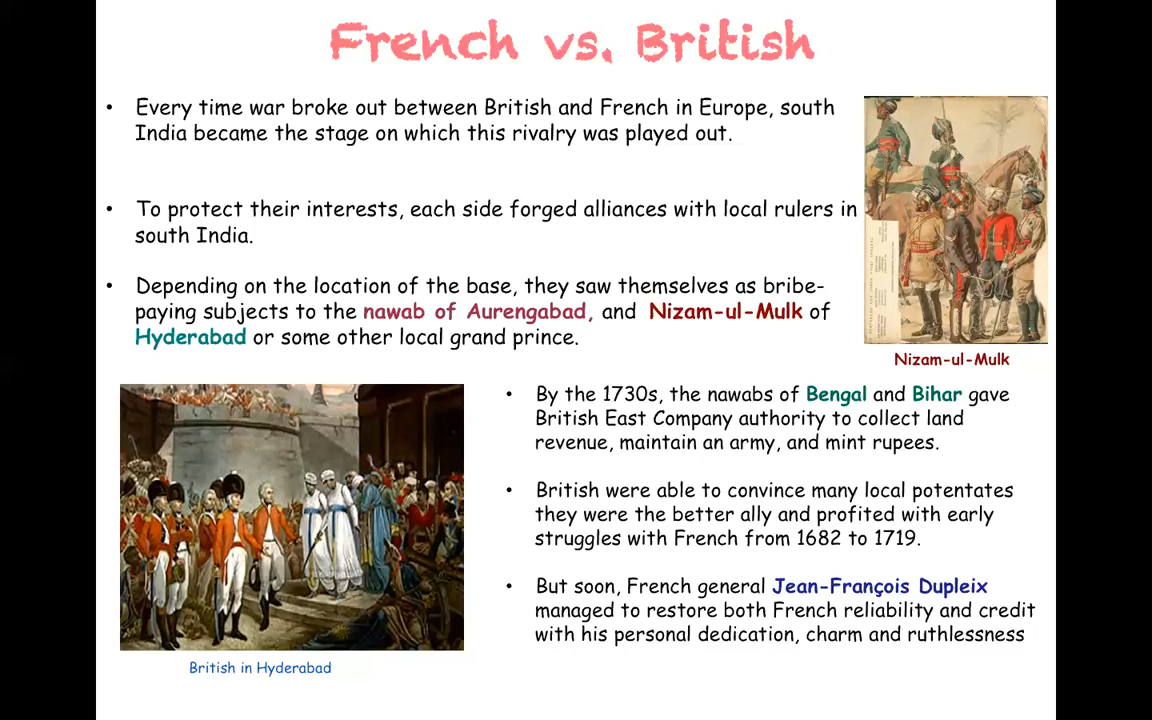 French vs. British
• Every time war broke out between British and French in Europe, south
India became the stage on which this rivalry was played out.
• To protect their interests, each side forged alliances with local rulers in
south India.
• Depending on the location of the base, they saw themselves as bribe-
paying subjects to the nawab of Aurengabad, and Nizam-ul-Mulk of
Hyderabad or some other local grand prince.
Nizam-ul-Mulk
• By the 1730s, the nawabs of Bengal and Bihar gave
British East Company authority to collect land
revenue, maintain an army, and mint rupees.
• British were able to convince many local potentates
they were the better ally and profited with early
struggles with French from 1682 to 1719.
• But soon, French general Jean-François Dupleix
managed to restore both French reliability and credit
with his personal dedication, charm and ruthlessness
British in Hyderabad